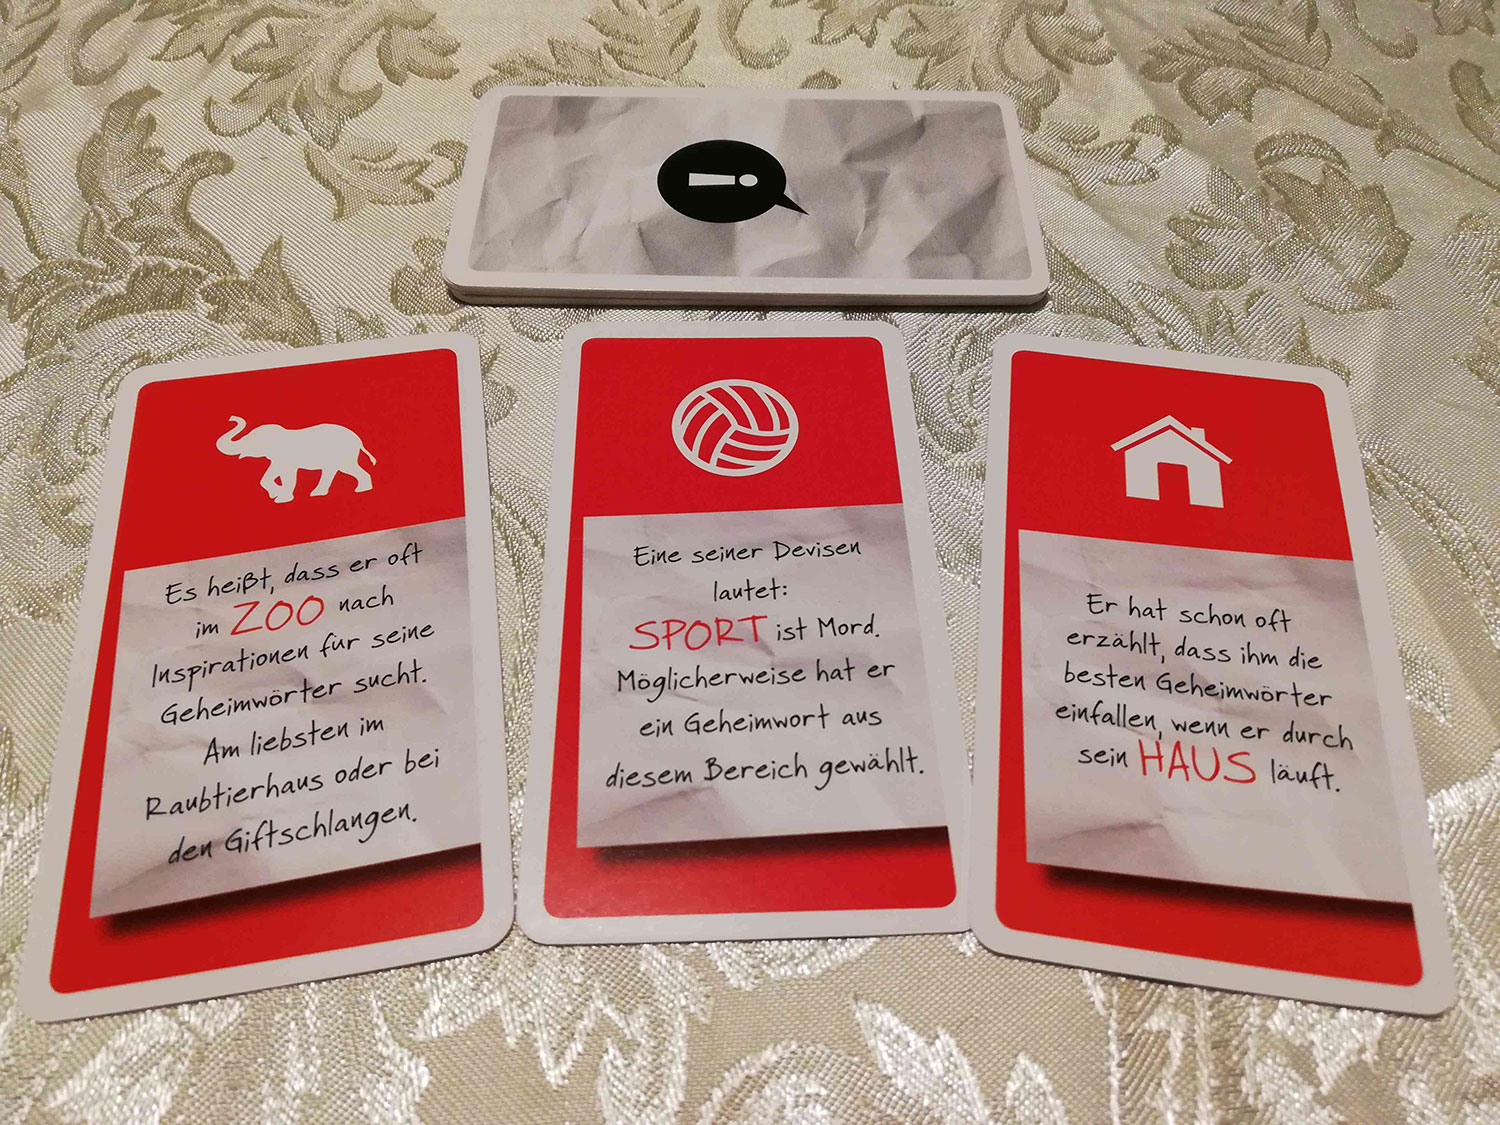 !
Es heißt, dass er oft
im ZOO nach
Inspirationen für seine
Geheimwörter sucht.
Am liebsten im
Raubtierhaus oder bei
den Giftschlangen.
Eine seiner Devisen
lautet:
SPORT ist Mord.
Möglicherweise hat er
ein Geheimwort aus
diesem Bereich gewählt.
Er hat schon oft
erzählt, dass ihm die
besten Geheimwörter
einfallen, wenn er durch
sein HAUS läuft.